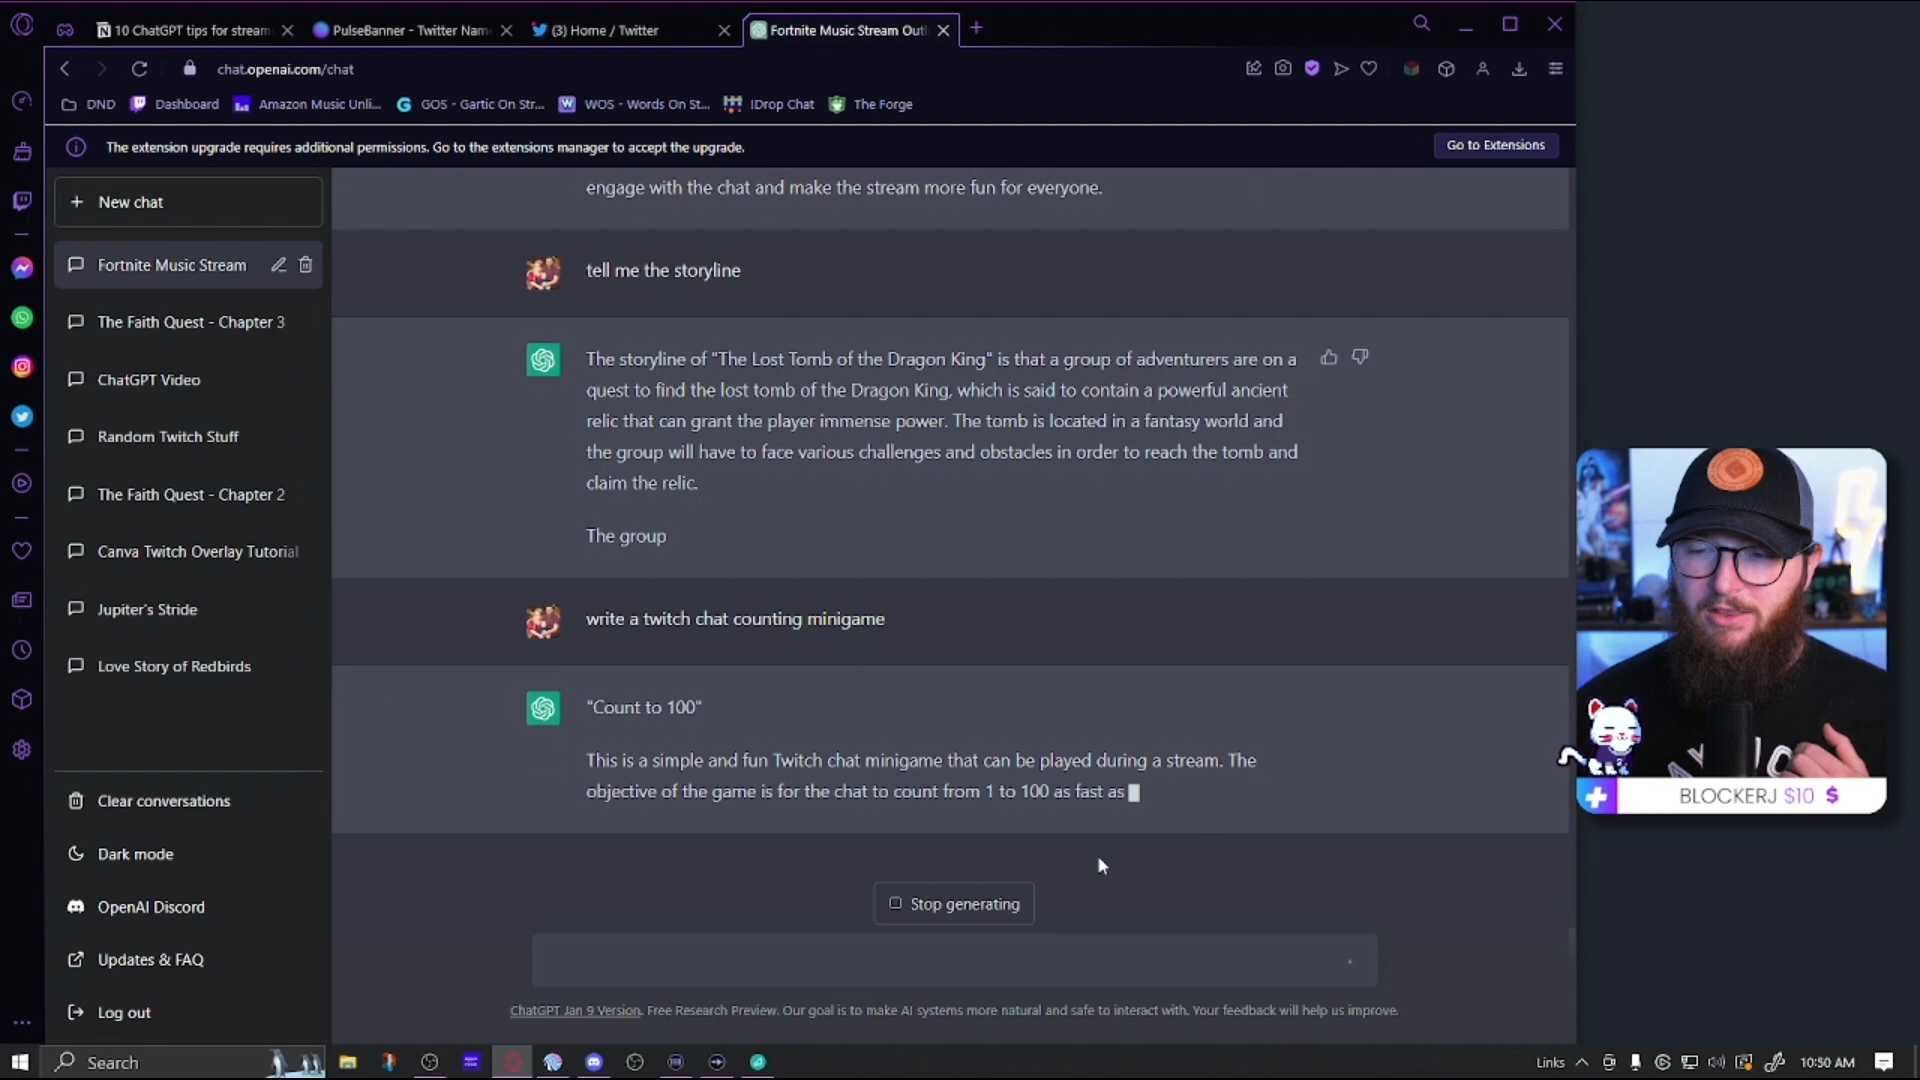 10 ChatGPT tips for stream
PulseBanner - Twitter Nam
(3) Home / Twitter
Fortnite Music Stream Outl
chat.openai.com/chat
DND
Dashboard
Amazon Music Unli...
GOS - Gartic On Str...
WOS - Words On St...
!Drop Chat
The Forge
The extension upgrade requires additional permissions. Go to the extensions manager to accept the upgrade.
Go to Extensions
New chat
Fortnite Music Stream
The Faith Quest - Chapter 3
ChatGPT Video
Random Twitch Stuff
The Faith Quest - Chapter 2
Canva Twitch Overlay Tutorial
Jupiter's Stride
Love Story of Redbirds
Clear conversations
Dark mode
OpenAI Discord
Updates & FAQ
Log out
engage with the chat and make the stream more fun for everyone.
tell me the storyline
The storyline of "The Lost Tomb of the Dragon King" is that a group of adventurers are on a
quest to find the lost tomb of the Dragon King, which is said to contain a powerful ancient
relic that can grant the player immense power. The tomb is located in a fantasy world and
the group will have to face various challenges and obstacles in order to reach the tomb and
claim the relic.
The group
write a twitch chat counting minigame
"Count to 100"
This is a simple and fun Twitch chat minigame that can be played during a stream. The
objective of the game is for the chat to count from 1 to 100 as fast as
Stop generating
ChatGPT Jan 9 Version. Free Research Preview. Our goal is to make AI systems more natural and safe to interact with. Your feedback will help us improve.
BLOCKERJ $10 $
Search
Links
10:50 AM